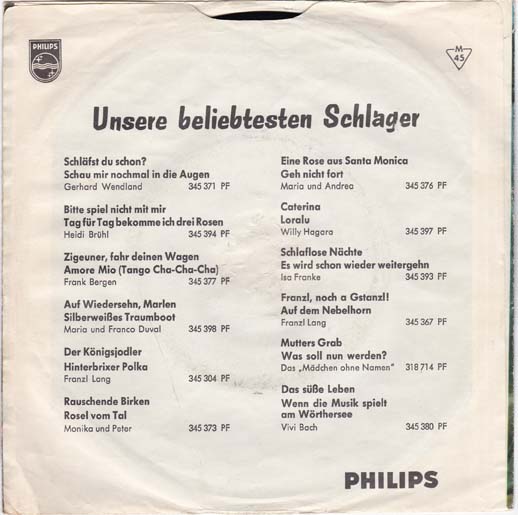 PHILIPS
M
45
Unsere beliebtesten Schlager
Schläfst du schon?
Schau mir nochmal in die Augen
Gerhard Wendland 345 371 PF
Bitte spiel nicht mit mir
Tag für Tag bekomme ich drei Rosen
Heidi Brühl 345 394 PF
Zigeuner, fahr deinen Wagen
Amore Mio (Tango Cha-Cha-Cha)
Frank Bergen 345 377 PF
Auf Wiedersehn, Marlen
Silberweißes Traumboot
Maria und Franco Duval 345 398 PF
Der Königsjodler
Hinterbrixer Polka
Franzl Lang 345 304 PF
Rauschende Birken
Rosel vom Tal
Monika und Peter 345 373 PF
Eine Rose aus Santa Monica
Geh nicht fort
Maria und Andrea 345 376 PF
Caterina
Loralu
Willy Hagara 345 397 PF
Schlaflose Nächte
Es wird schon wieder weitergehn
Isa Franke 345 393 PF
Franzl, noch a Gstanzl!
Auf dem Nebelhorn
Franzl Lang 345 367 PF
Mutters Grab
Was soll nun werden?
Das „Mädchen ohne Namen" 318 714 PF
Das süße Leben
Wenn die Musik spielt
am Wörthersee
Vivi Bach 345 380 PF
PHILIPS